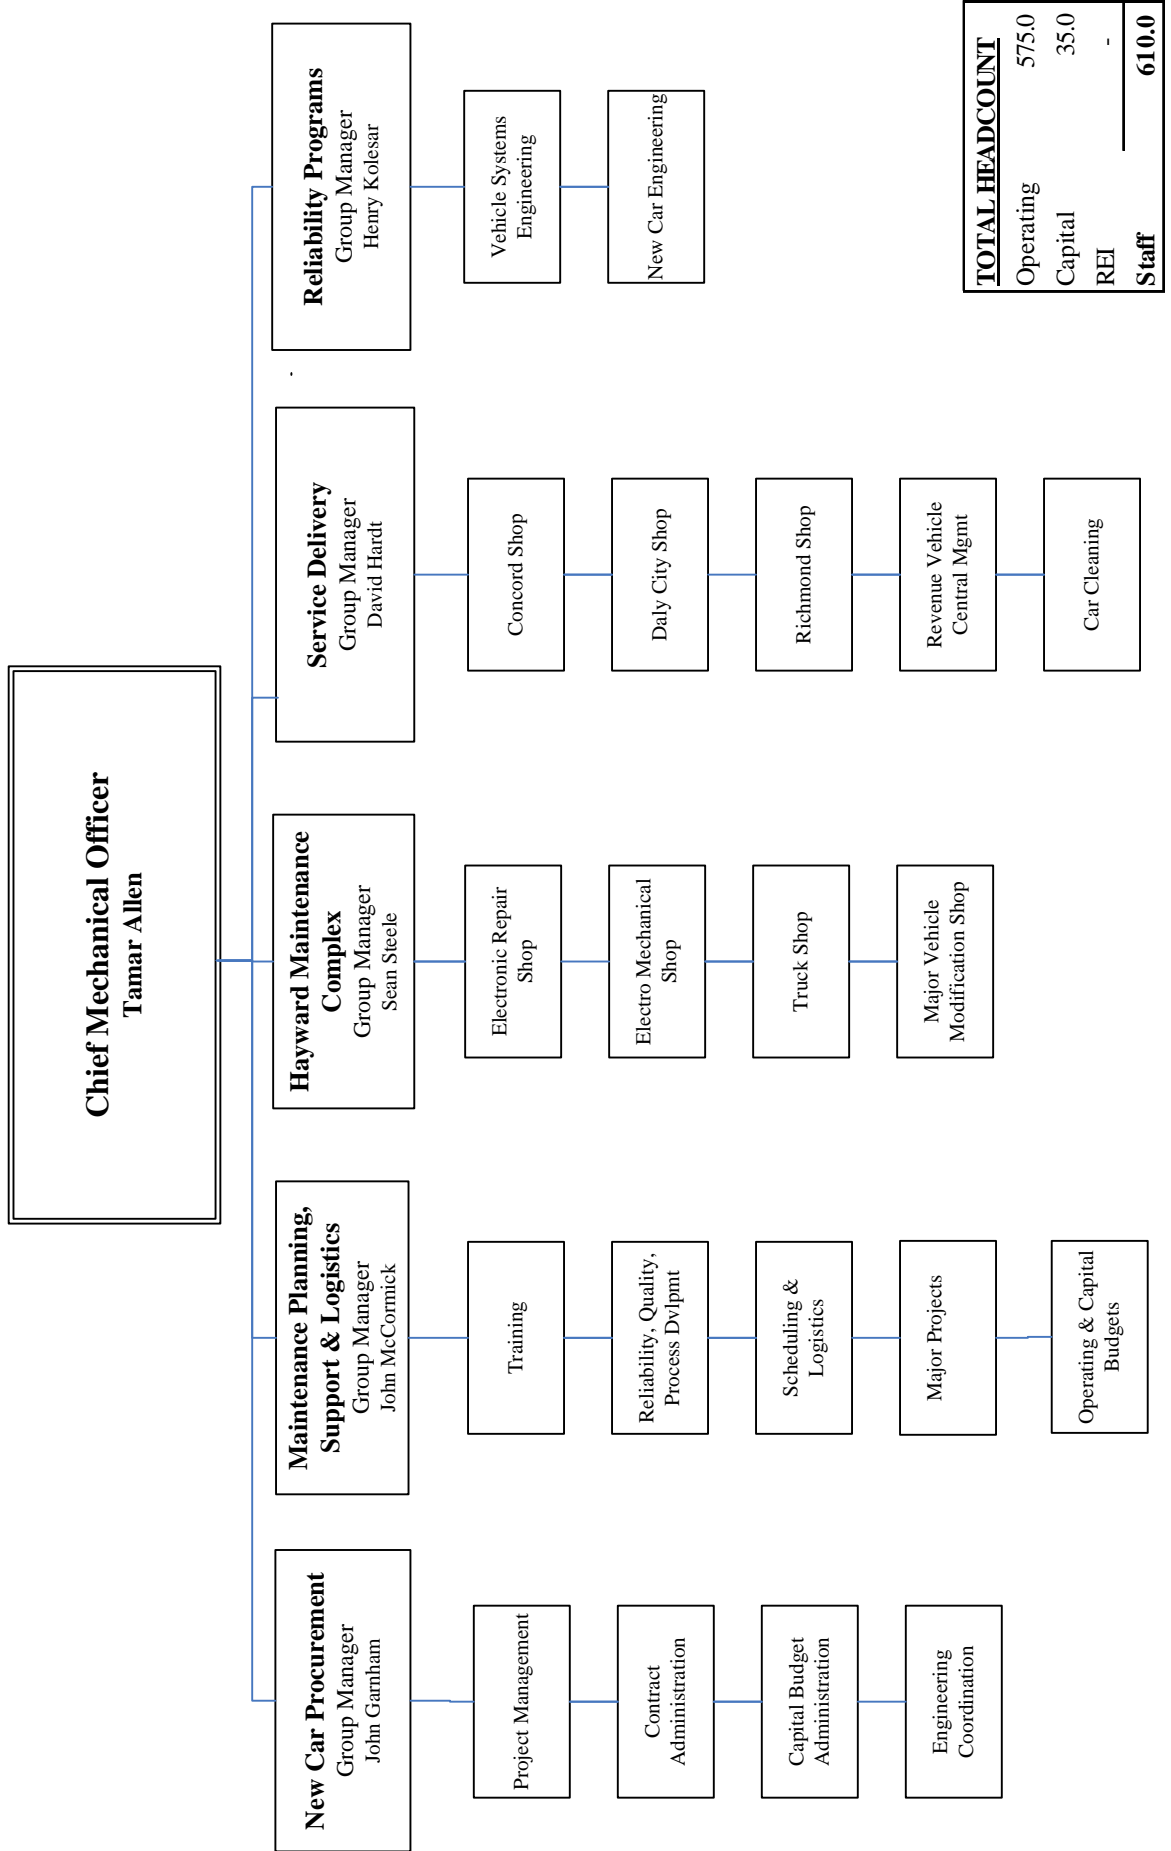 Chief Mechanical Officer
Tamar Allen
New Car Procurement
Group Manager
John Garnham
Project Management
Contract
Administration
Capital Budget
Administration
Engineering
Coordination
Maintenance Planning,
Support & Logistics
Group Manager
John McCormick
Training
Reliability, Quality,
Process Dvlpmt
Scheduling &
Logistics
Major Projects
Operating & Capital
Budgets
Hayward Maintenance
Complex
Group Manager
Sean Steele
Electronic Repair
Shop
Electro Mechanical
Shop
Truck Shop
Major Vehicle
Modification Shop
Service Delivery
Group Manager
David Hardt
Concord Shop
Daly City Shop
Richmond Shop
Revenue Vehicle
Central Mgmt
Car Cleaning
Reliability Programs
Group Manager
Henry Kolesar
Vehicle Systems
Engineering
New Car Engineering
TOTAL HEADCOUNT
Operating 575.0
Capital 35.0
REI -
Staff 610.0